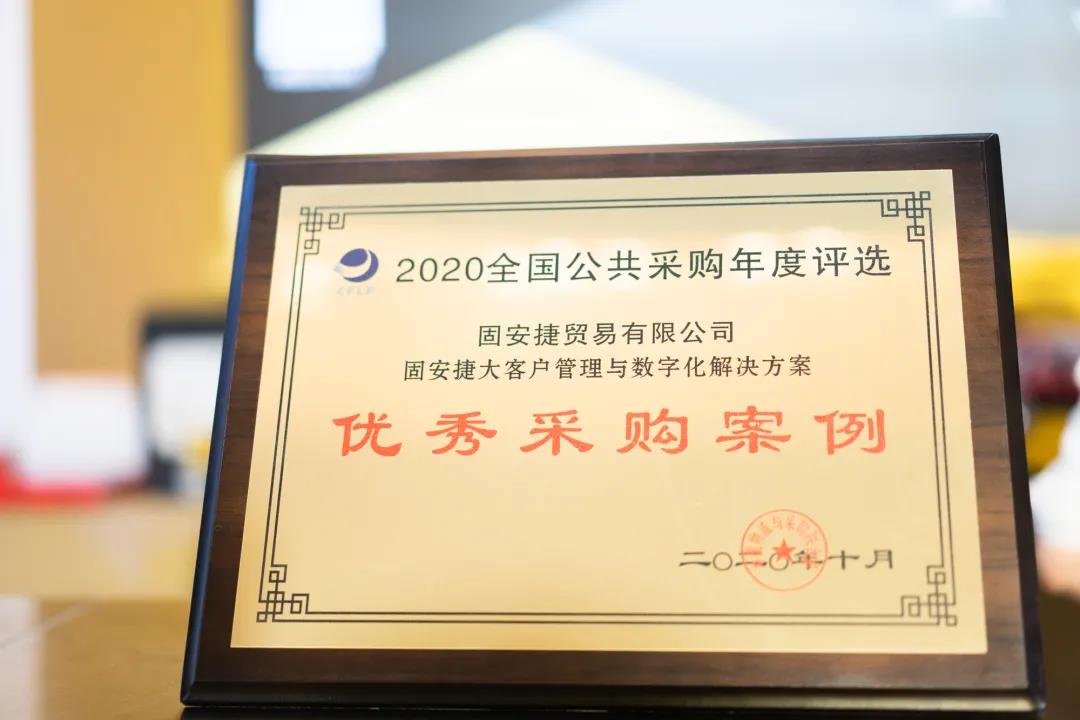 2020全国公共采购年度评选
CFLP
固安捷贸易有限公司
固安捷大客户管理与数字化解决方案
优秀采购案例
二〇二〇年十月